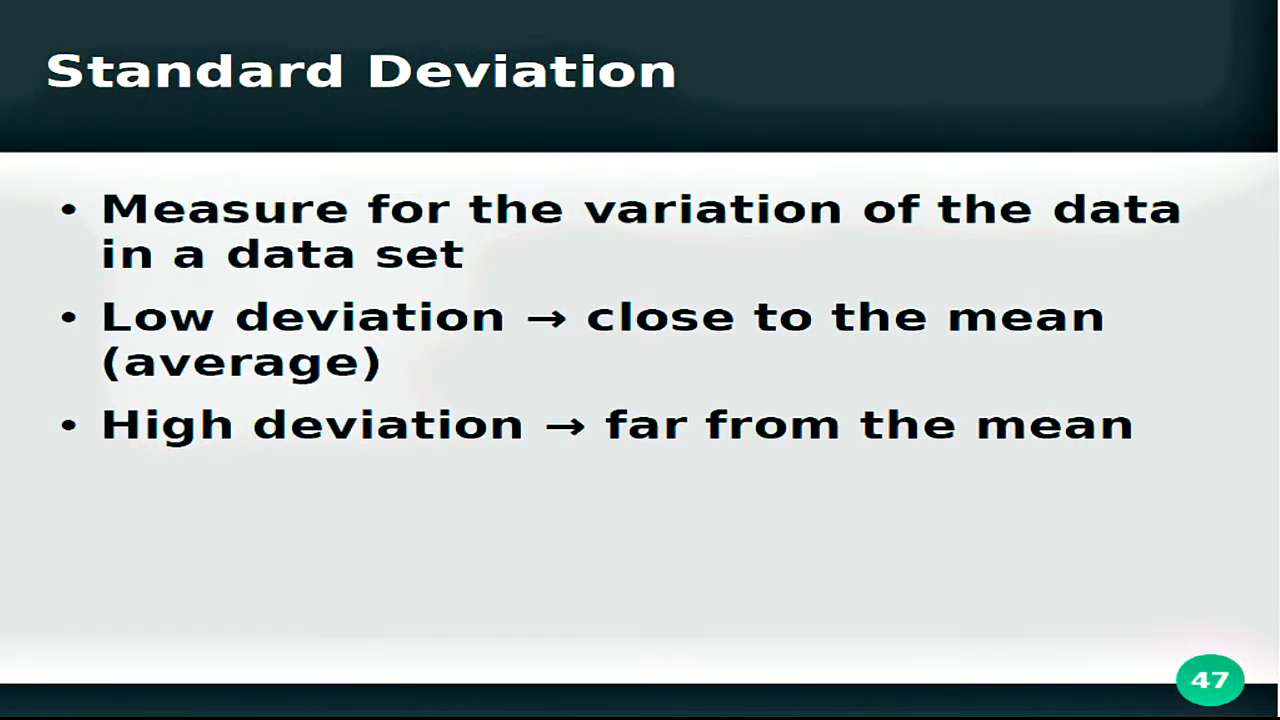 Standard Deviation
• Measure for the variation of the data
in a data set
• Low deviation → close to the mean
(average)
• High deviation → far from the mean
47